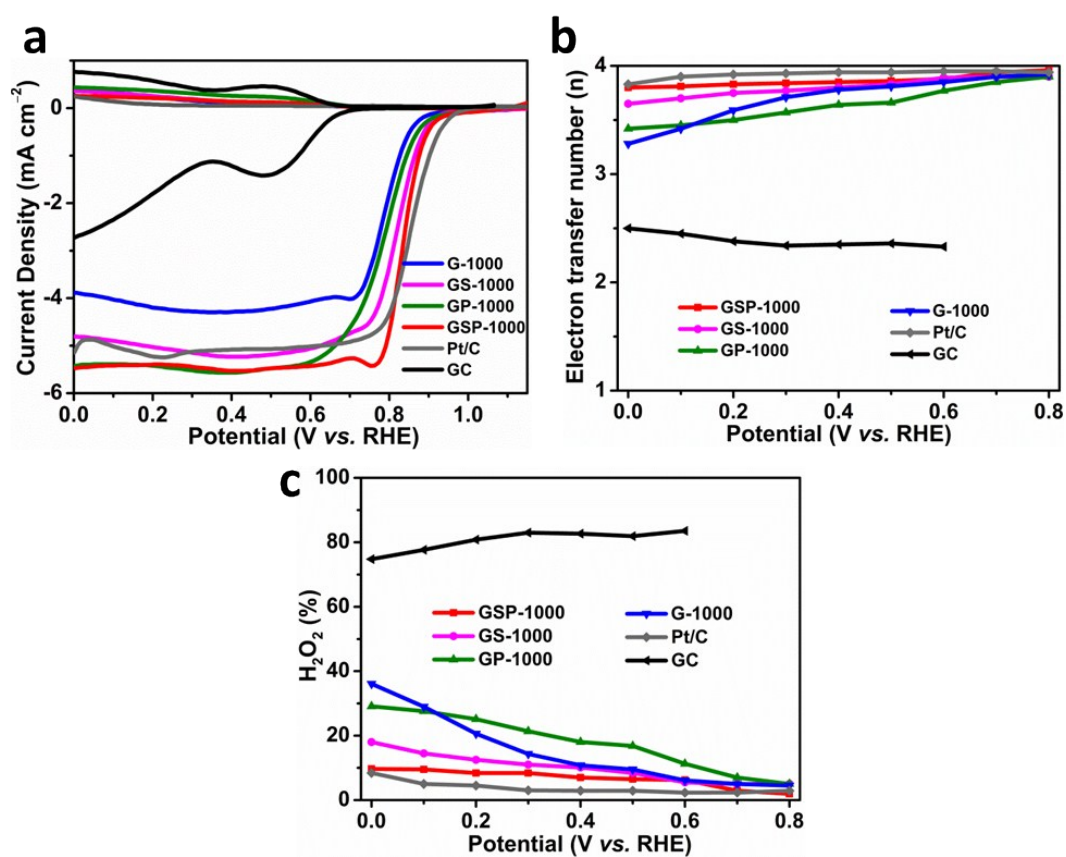 a
Current Density (mA cm⁻²)
0
-2
-4
-6
0.0 0.2 0.4 0.6 0.8 1.0
Potential (V vs. RHE)
G-1000
GS-1000
GP-1000
GSP-1000
Pt/C
GC
b
Electron transfer number (n)
4
3
2
1
0.0 0.2 0.4 0.6 0.8
Potential (V vs. RHE)
GSP-1000 G-1000
GS-1000 Pt/C
GP-1000 GC
c
H₂O₂ (%)
100
80
60
40
20
0
0.0 0.2 0.4 0.6 0.8
Potential (V vs. RHE)
GSP-1000 G-1000
GS-1000 Pt/C
GP-1000 GC